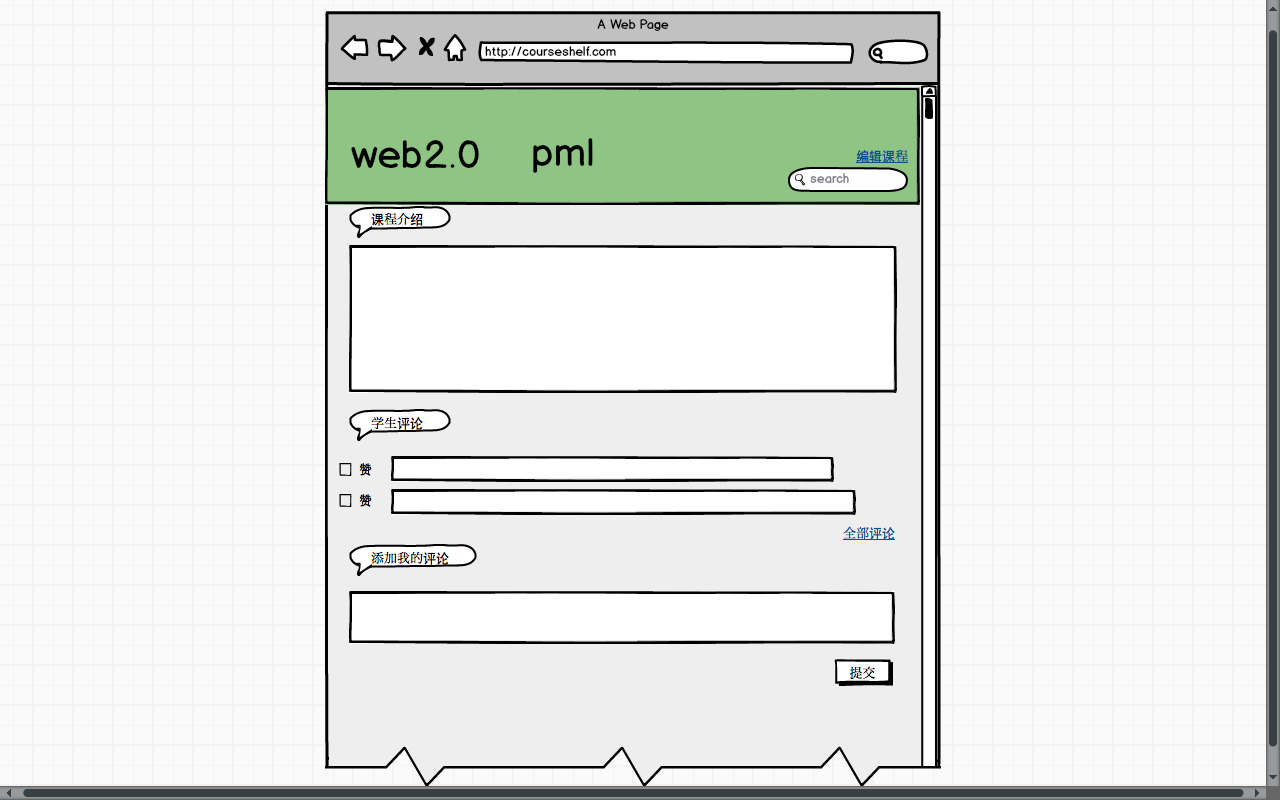 A Web Page
http://courseshelf.com
web2.0 pml
编辑课程
search
课程介绍
学生评论
赞
赞
全部评论
添加我的评论
提交